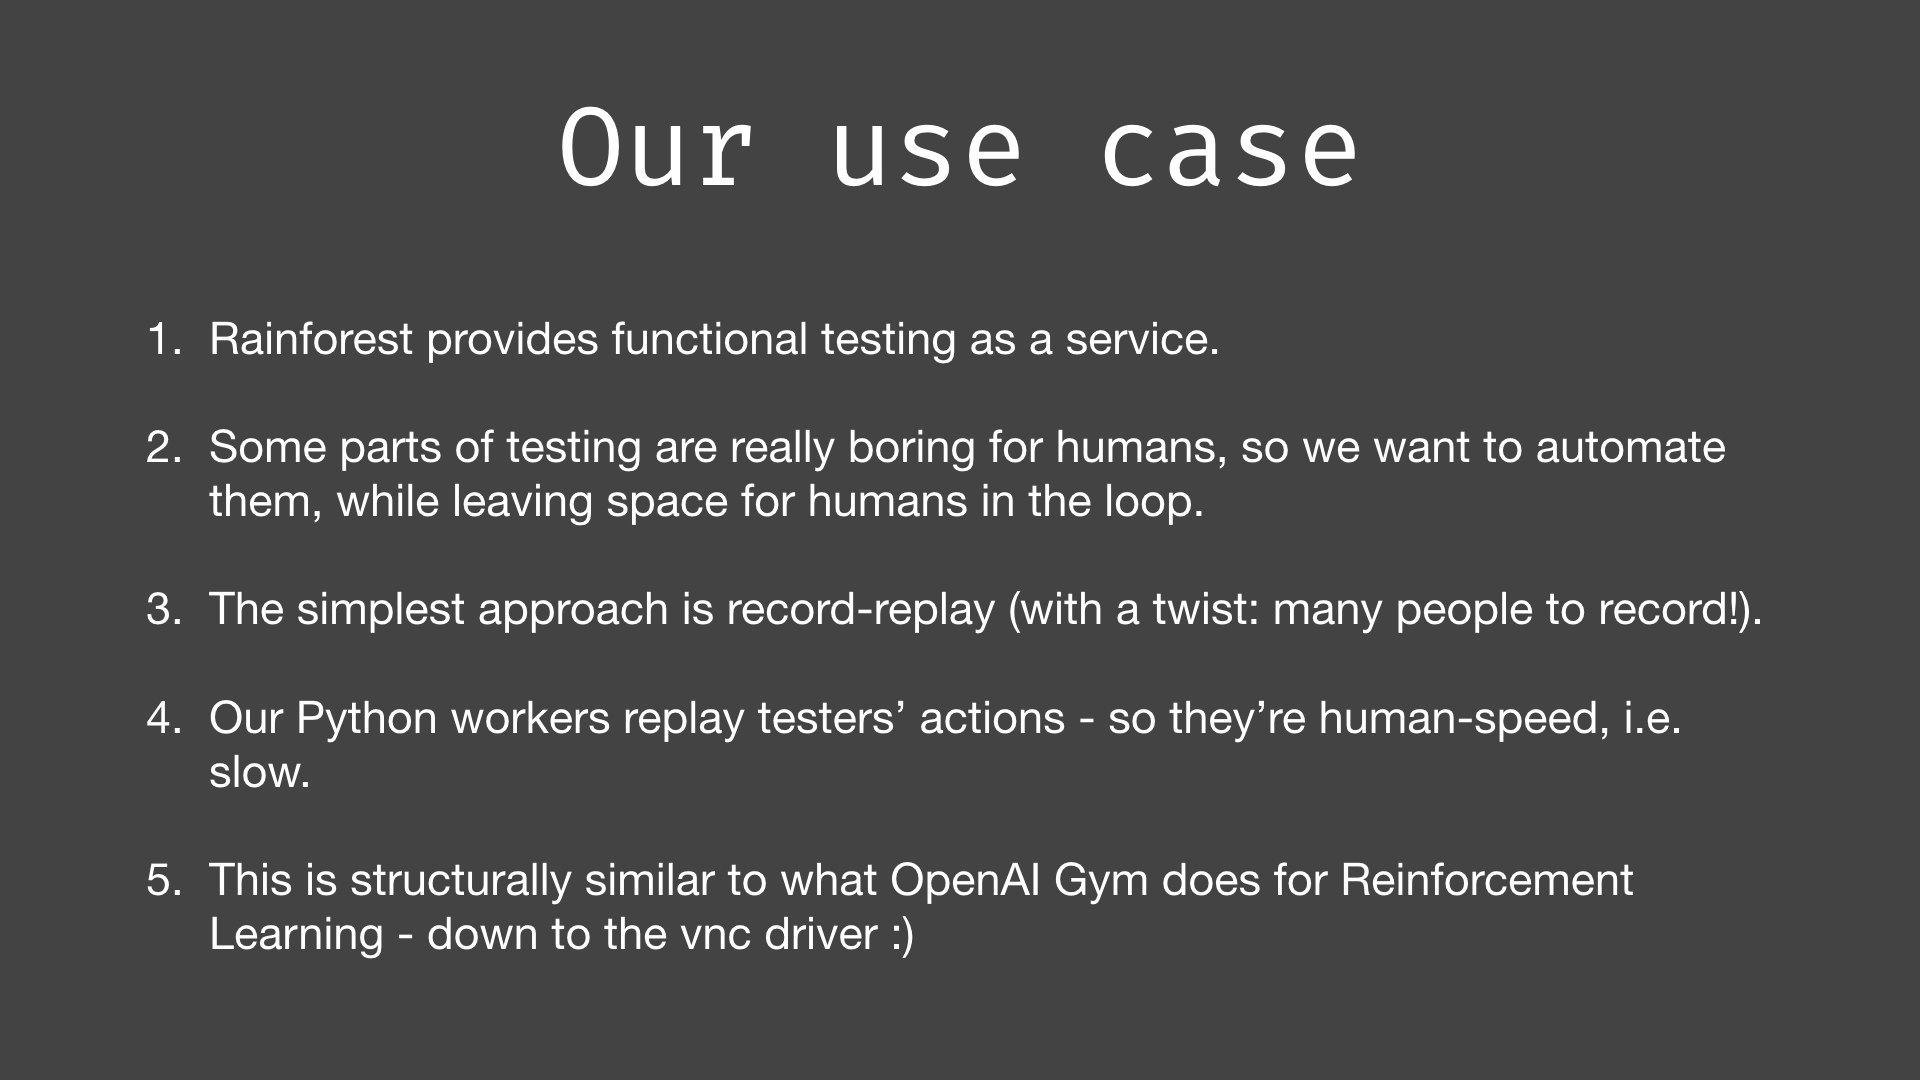 Our use case
1. Rainforest provides functional testing as a service.
2. Some parts of testing are really boring for humans, so we want to automate
them, while leaving space for humans in the loop.
3. The simplest approach is record-replay (with a twist: many people to record!).
4. Our Python workers replay testers’ actions - so they’re human-speed, i.e.
slow.
5. This is structurally similar to what OpenAI Gym does for Reinforcement
Learning - down to the vnc driver :)